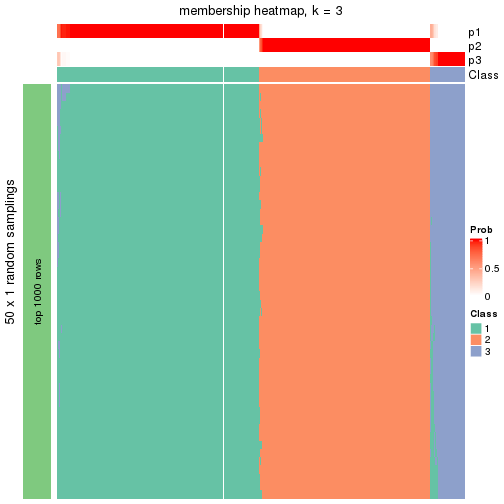 membership heatmap, k = 3
p1
p2
p3
Class
50 x 1 random samplings
top 1000 rows
Prob
1
0.5
0
Class
1
2
3